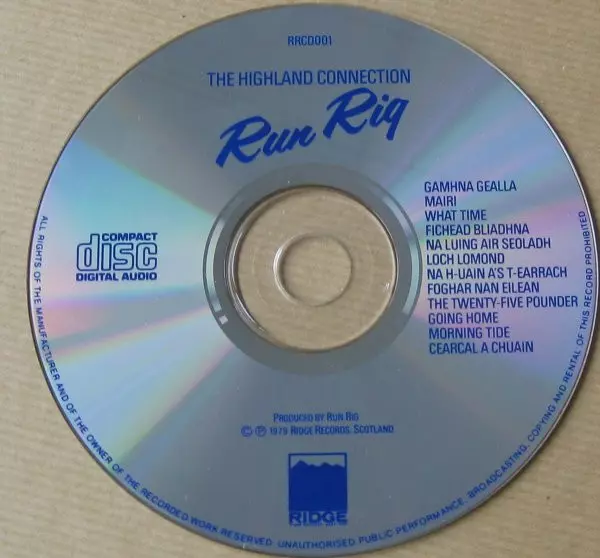 RRCD001
THE HIGHLAND CONNECTION
Run Rig
GAMHNA GEALLA
MAIRI
WHAT TIME
FICHEAD BLIADHNA
NA LUING AIR SEOLADH
LOCH LOMOND
NA H-UAIN A'S T-EARRACH
FOGHAR NAN EILEAN
THE TWENTY-FIVE POUNDER
GOING HOME
MORNING TIDE
CEARCAL A CHUAIN
COMPACT
disc
DIGITAL AUDIO
PRODUCED BY RUN RIG
© ℗ 1979 RIDGE RECORDS, SCOTLAND
RIDGE
ALL RIGHTS OF THE MANUFACTURER AND OF THE OWNER OF THE RECORDED WORK RESERVED. UNAUTHORISED PUBLIC PERFORMANCE, BROADCASTING, COPYING AND RENTAL OF THIS RECORD PROHIBITED